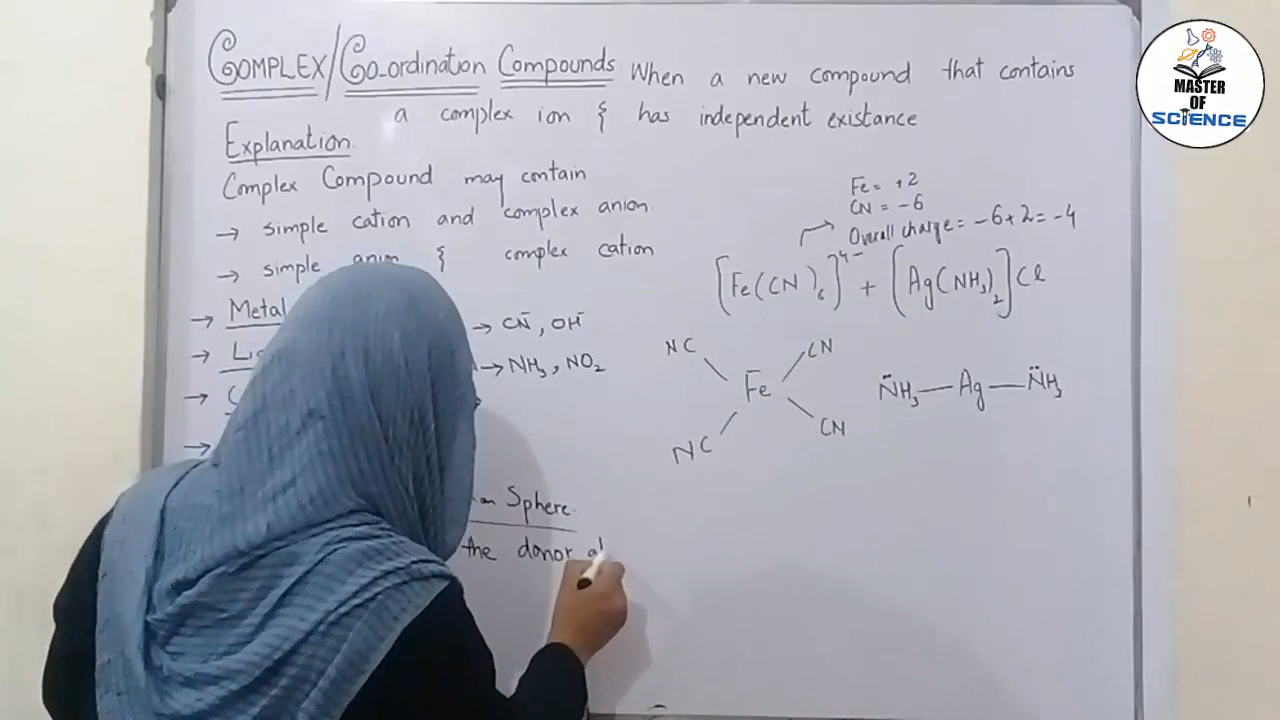 COMPLEX/CO-ordination Compounds When a new compound that contains
a complex ion & has independent existance
Explanation
Complex Compound may contain
→ simple cation and complex anion.
→ simple anion & complex cation
→ Metal
→ CN⁻, OH⁻
→ NH₃, NO₂
Sphere.
the donor
Fe = +2
CN = -6
Overall charge = -6+2 = -4
[Fe(CN)₆]⁴⁻ + [Ag(NH₃)₂]Cl
NC CN
Fe
NC CN
N̈H₃—Ag—N̈H₃
MASTER
OF
SCIENCE